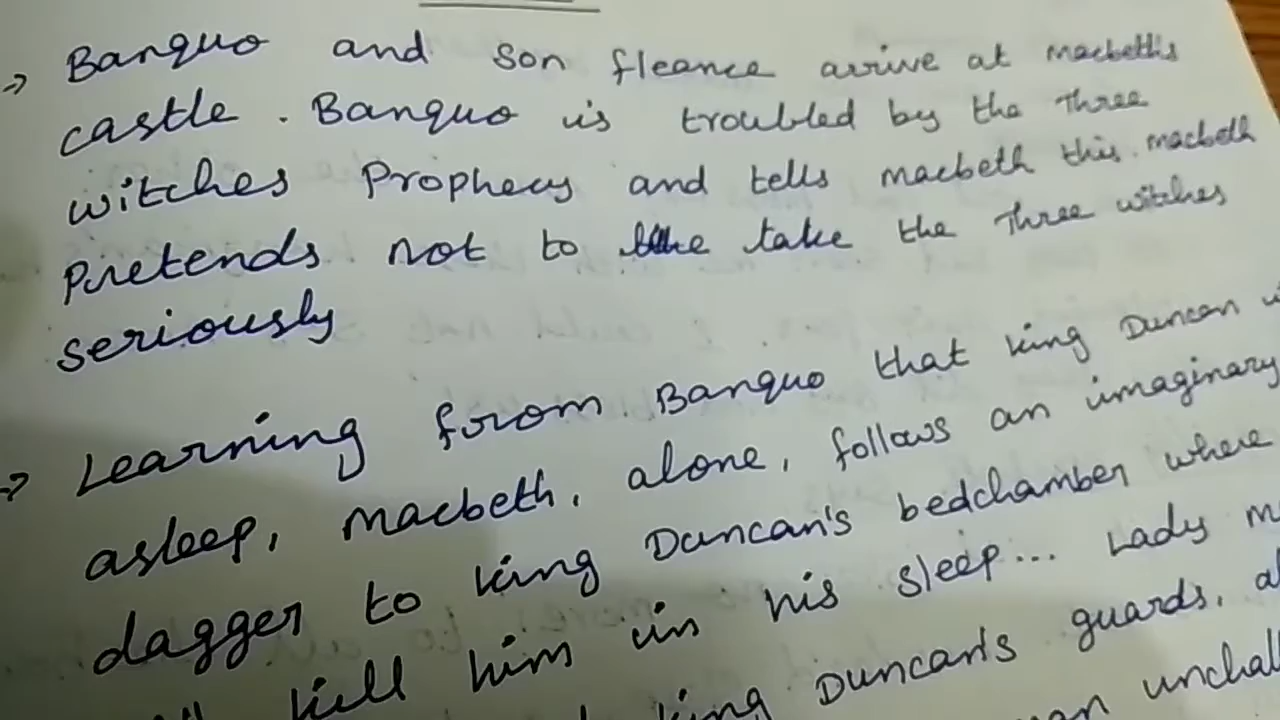 → Banquo and son fleance arrive at macbeth's
castle. Banquo is troubled by the three
witches Prophecy and tells macbeth this. macbeth
Pretends not to take the three witches
seriously
→ Learning from Banquo that king Duncan
asleep, macbeth, alone, follows an imaginary
dagger to king Duncan's bedchamber where
kill him in his sleep... Lady
king Duncan's guards,